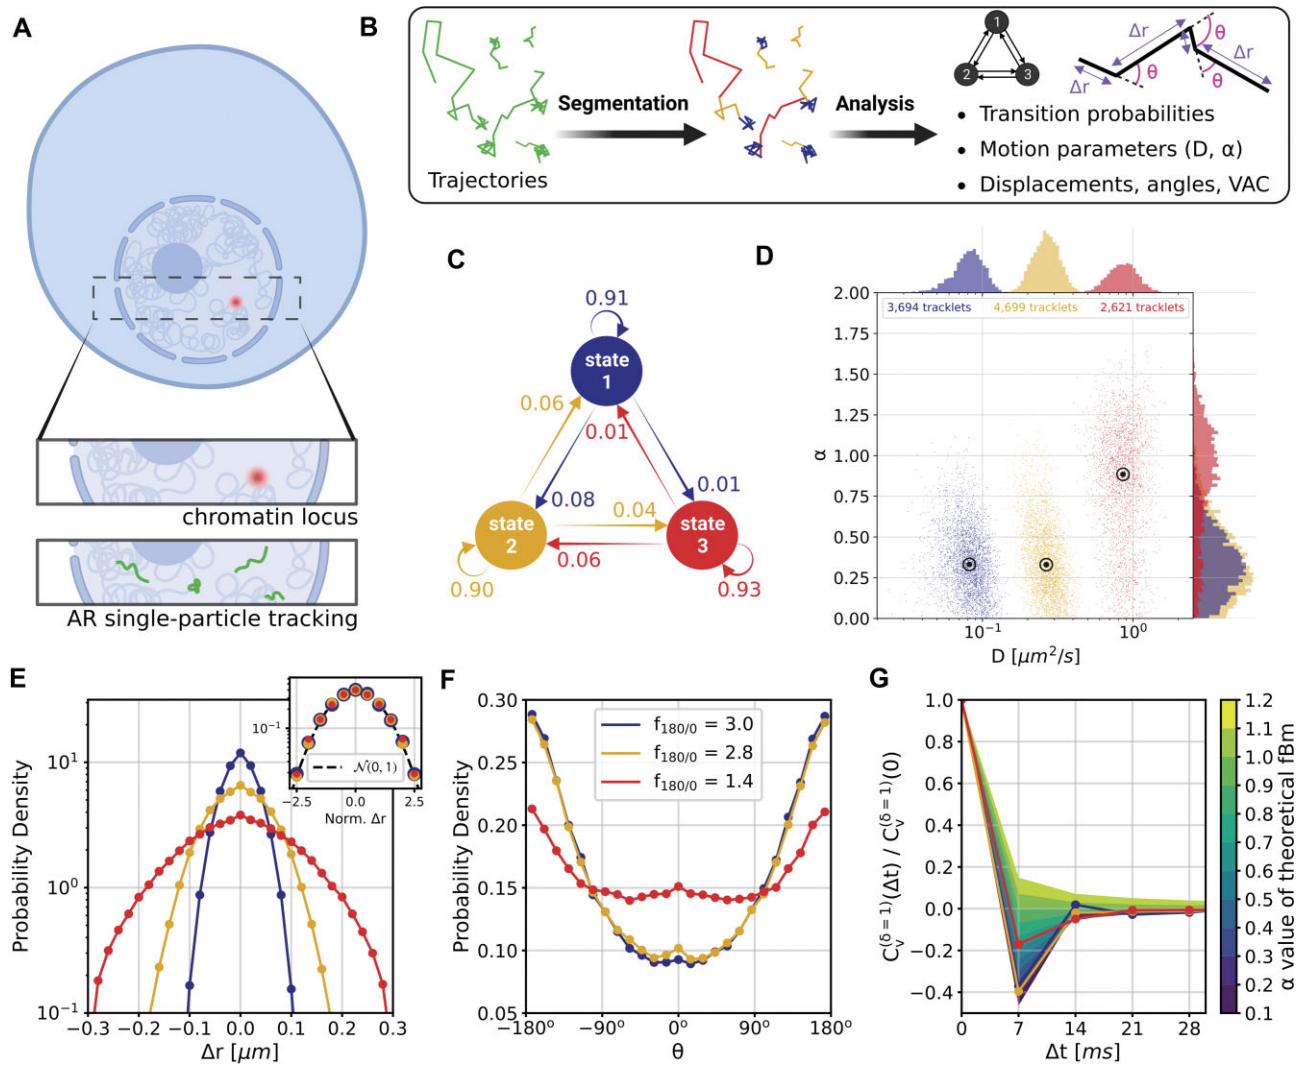 A
chromatin locus
AR single-particle tracking
B
Trajectories
Segmentation
Analysis
1
2
3
Δr
θ
Δr
θ
θ
Δr
• Transition probabilities
• Motion parameters (D, α)
• Displacements, angles, VAC
C
0.91
state
1
0.06
0.01
0.08
0.01
state
2
0.04
state
3
0.06
0.90
0.93
D
3,694 tracklets
4,699 tracklets
2,621 tracklets
2.00
1.75
1.50
1.25
1.00
0.75
0.50
0.25
0.00
α
10⁻¹
10⁰
D [μm²/s]
E
Probability Density
10¹
10⁰
10⁻¹
−0.3
−0.2
−0.1
0.0
0.1
0.2
0.3
Δr [μm]
10⁻¹
𝒩(0, 1)
−2.5
0.0
2.5
Norm. Δr
F
Probability Density
0.30
0.25
0.20
0.15
0.10
0.05
f₁₈₀/₀ = 3.0
f₁₈₀/₀ = 2.8
f₁₈₀/₀ = 1.4
−180°
−90°
0°
90°
180°
θ
G
C_v^(δ=1)(Δt) / C_v^(δ=1)(0)
1.0
0.8
0.6
0.4
0.2
0.0
−0.2
−0.4
0
7
14
21
28
Δt [ms]
1.2
1.1
1.0
0.9
0.8
0.7
0.6
0.5
0.4
0.3
0.2
0.1
α value of theoretical fBm